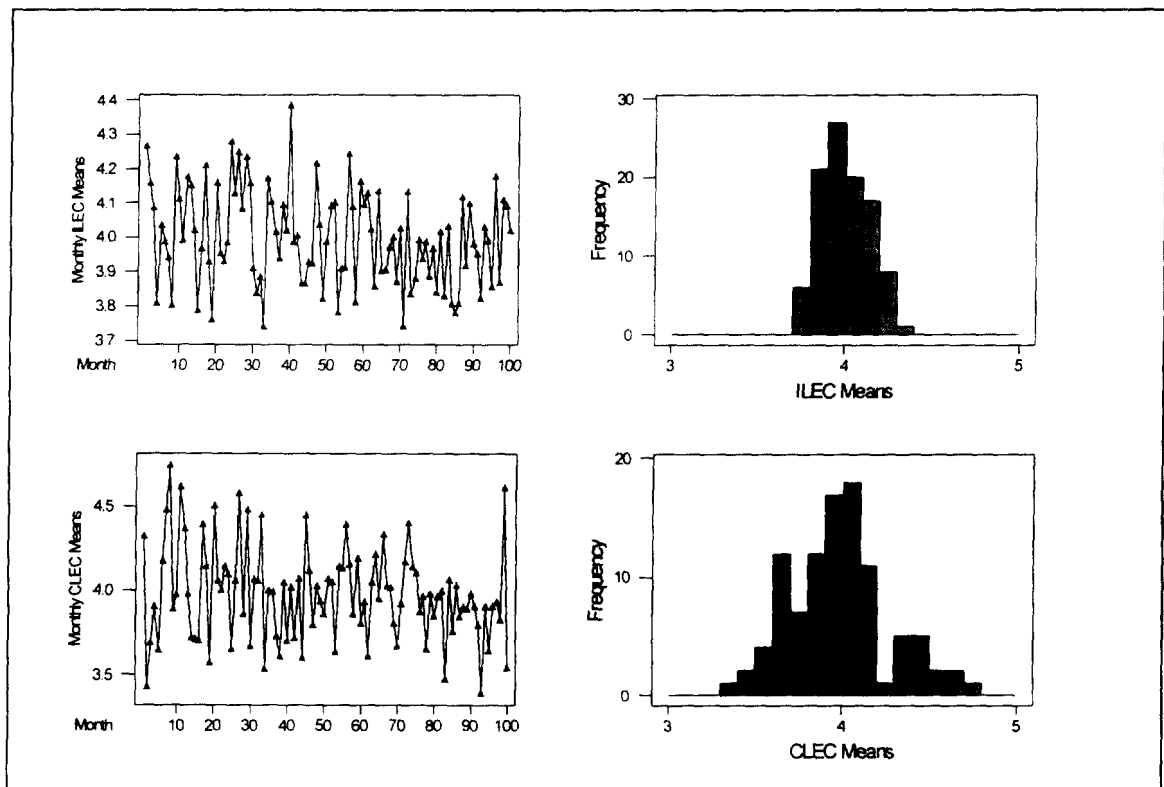 Monthly ILEC Means
4.4
4.3
4.2
4.1
4.0
3.9
3.8
3.7
Month 10 20 30 40 50 60 70 80 90 100
Frequency
30
20
10
0
3 4 5
ILEC Means
Monthly CLEC Means
4.5
4.0
3.5
Month 10 20 30 40 50 60 70 80 90 100
Frequency
20
10
0
3 4 5
CLEC Means